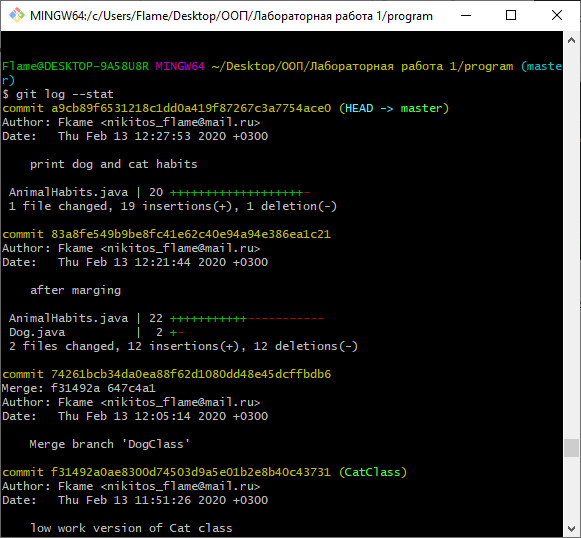 MINGW64:/c/Users/Flame/Desktop/ООП/Лабораторная работа 1/program
Flame@DESKTOP-9A58U8R MINGW64 ~/Desktop/ООП/Лабораторная работа 1/program (maste
r)
$ git log --stat
commit a9cb89f6531218c1dd0a419f87267c3a7754ace0 (HEAD -> master)
Author: Fkame <nikitos_flame@mail.ru>
Date:   Thu Feb 13 12:27:53 2020 +0300
    print dog and cat habits
 AnimalHabits.java | 20 +++++++++++++++++++-
 1 file changed, 19 insertions(+), 1 deletion(-)
commit 83a8fe549b9be8fc41e62c40e94a94e386ea1c21
Author: Fkame <nikitos_flame@mail.ru>
Date:   Thu Feb 13 12:21:44 2020 +0300
    after marging
 AnimalHabits.java | 22 +++++++++++-----------
 Dog.java          |  2 +-
 2 files changed, 12 insertions(+), 12 deletions(-)
commit 74261bcb34da0ea88f62d1080dd48e45dcffbdb6
Merge: f31492a 647c4a1
Author: Fkame <nikitos_flame@mail.ru>
Date:   Thu Feb 13 12:05:14 2020 +0300
    Merge branch 'DogClass'
commit f31492a0ae8300d74503d9a5e01b2e8b40c43731 (CatClass)
Author: Fkame <nikitos_flame@mail.ru>
Date:   Thu Feb 13 11:51:26 2020 +0300
    low work version of Cat class